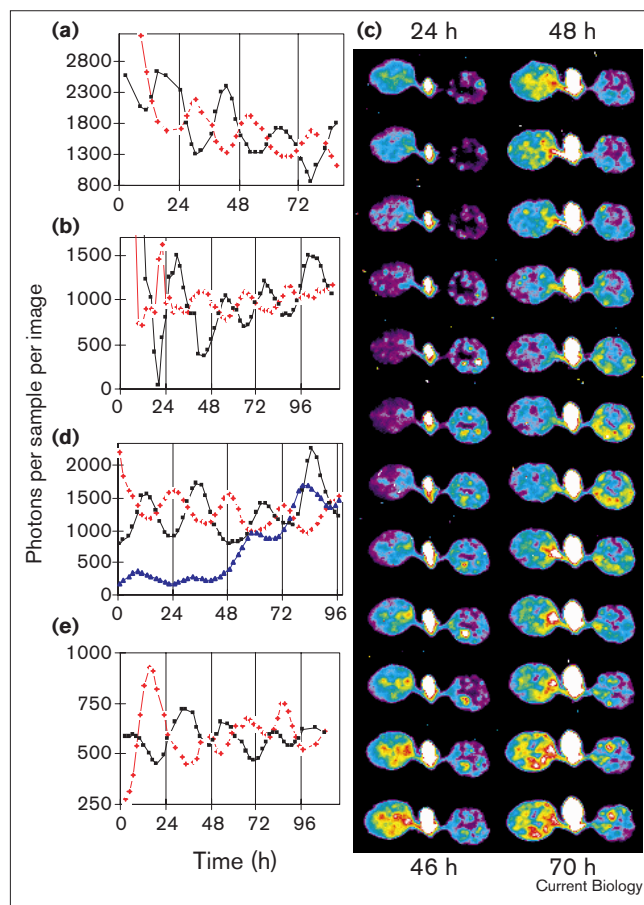 (a)
2800
2300
1800
1300
800
0 24 48 72
(b)
1500
1000
500
0
0 24 48 72 96
(d)
2000
1500
1000
500
0
0 24 48 72 96
(e)
1000
750
500
250
0 24 48 72 96
Time (h)
Photons per sample per image
(c)
24 h 48 h
46 h 70 h
Current Biology